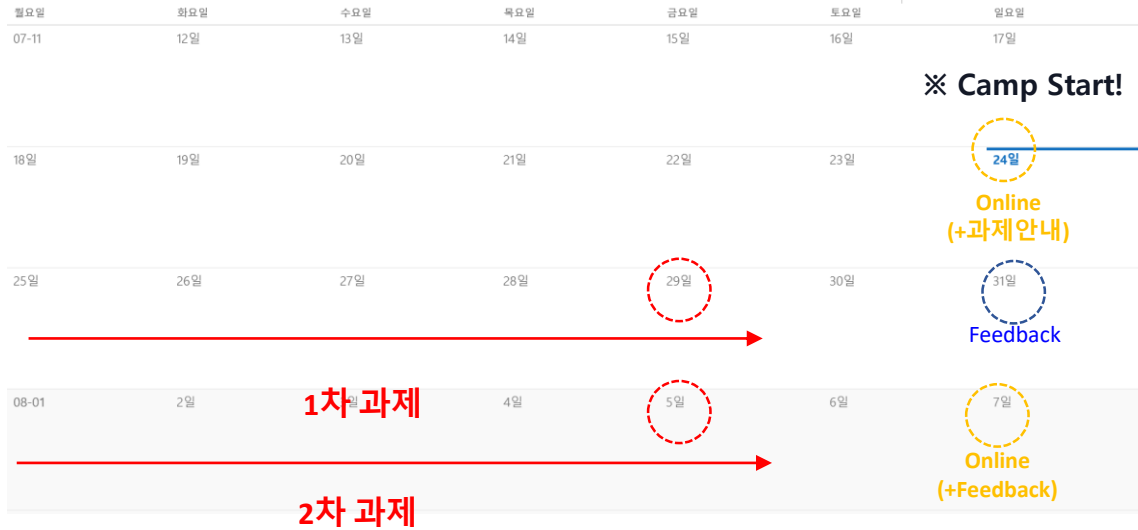 월요일 화요일 수요일 목요일 금요일 토요일 일요일
07-11 12일 13일 14일 15일 16일 17일
※ Camp Start!
18일 19일 20일 21일 22일 23일 24일
Online
(+과제안내)
25일 26일 27일 28일 29일 30일 31일
Feedback
08-01 2일 일 4일 5일 6일 7일
1차 과제
Online
(+Feedback)
2차 과제